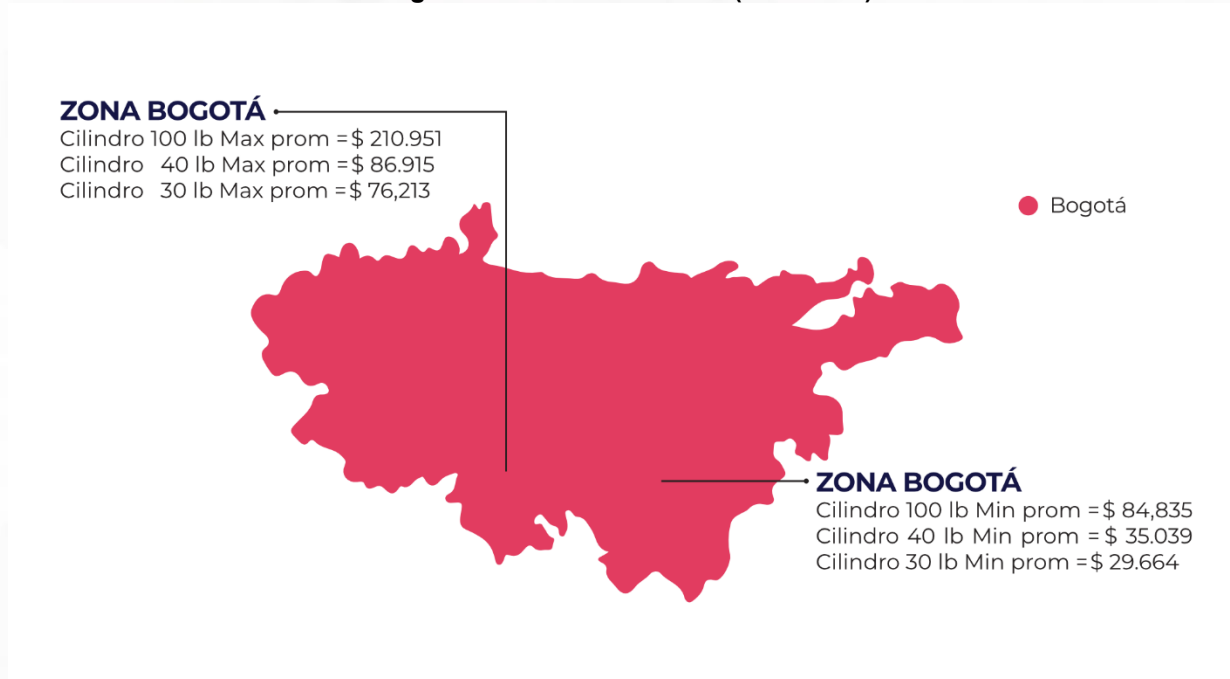 ZONA BOGOTÁ
Cilindro 100 lb Max prom =$ 210.951
Cilindro 40 lb Max prom =$ 86.915
Cilindro 30 lb Max prom =$ 76,213
Bogotá
ZONA BOGOTÁ
Cilindro 100 lb Min prom =$ 84,835
Cilindro 40 lb Min prom =$ 35.039
Cilindro 30 lb Min prom =$ 29.664